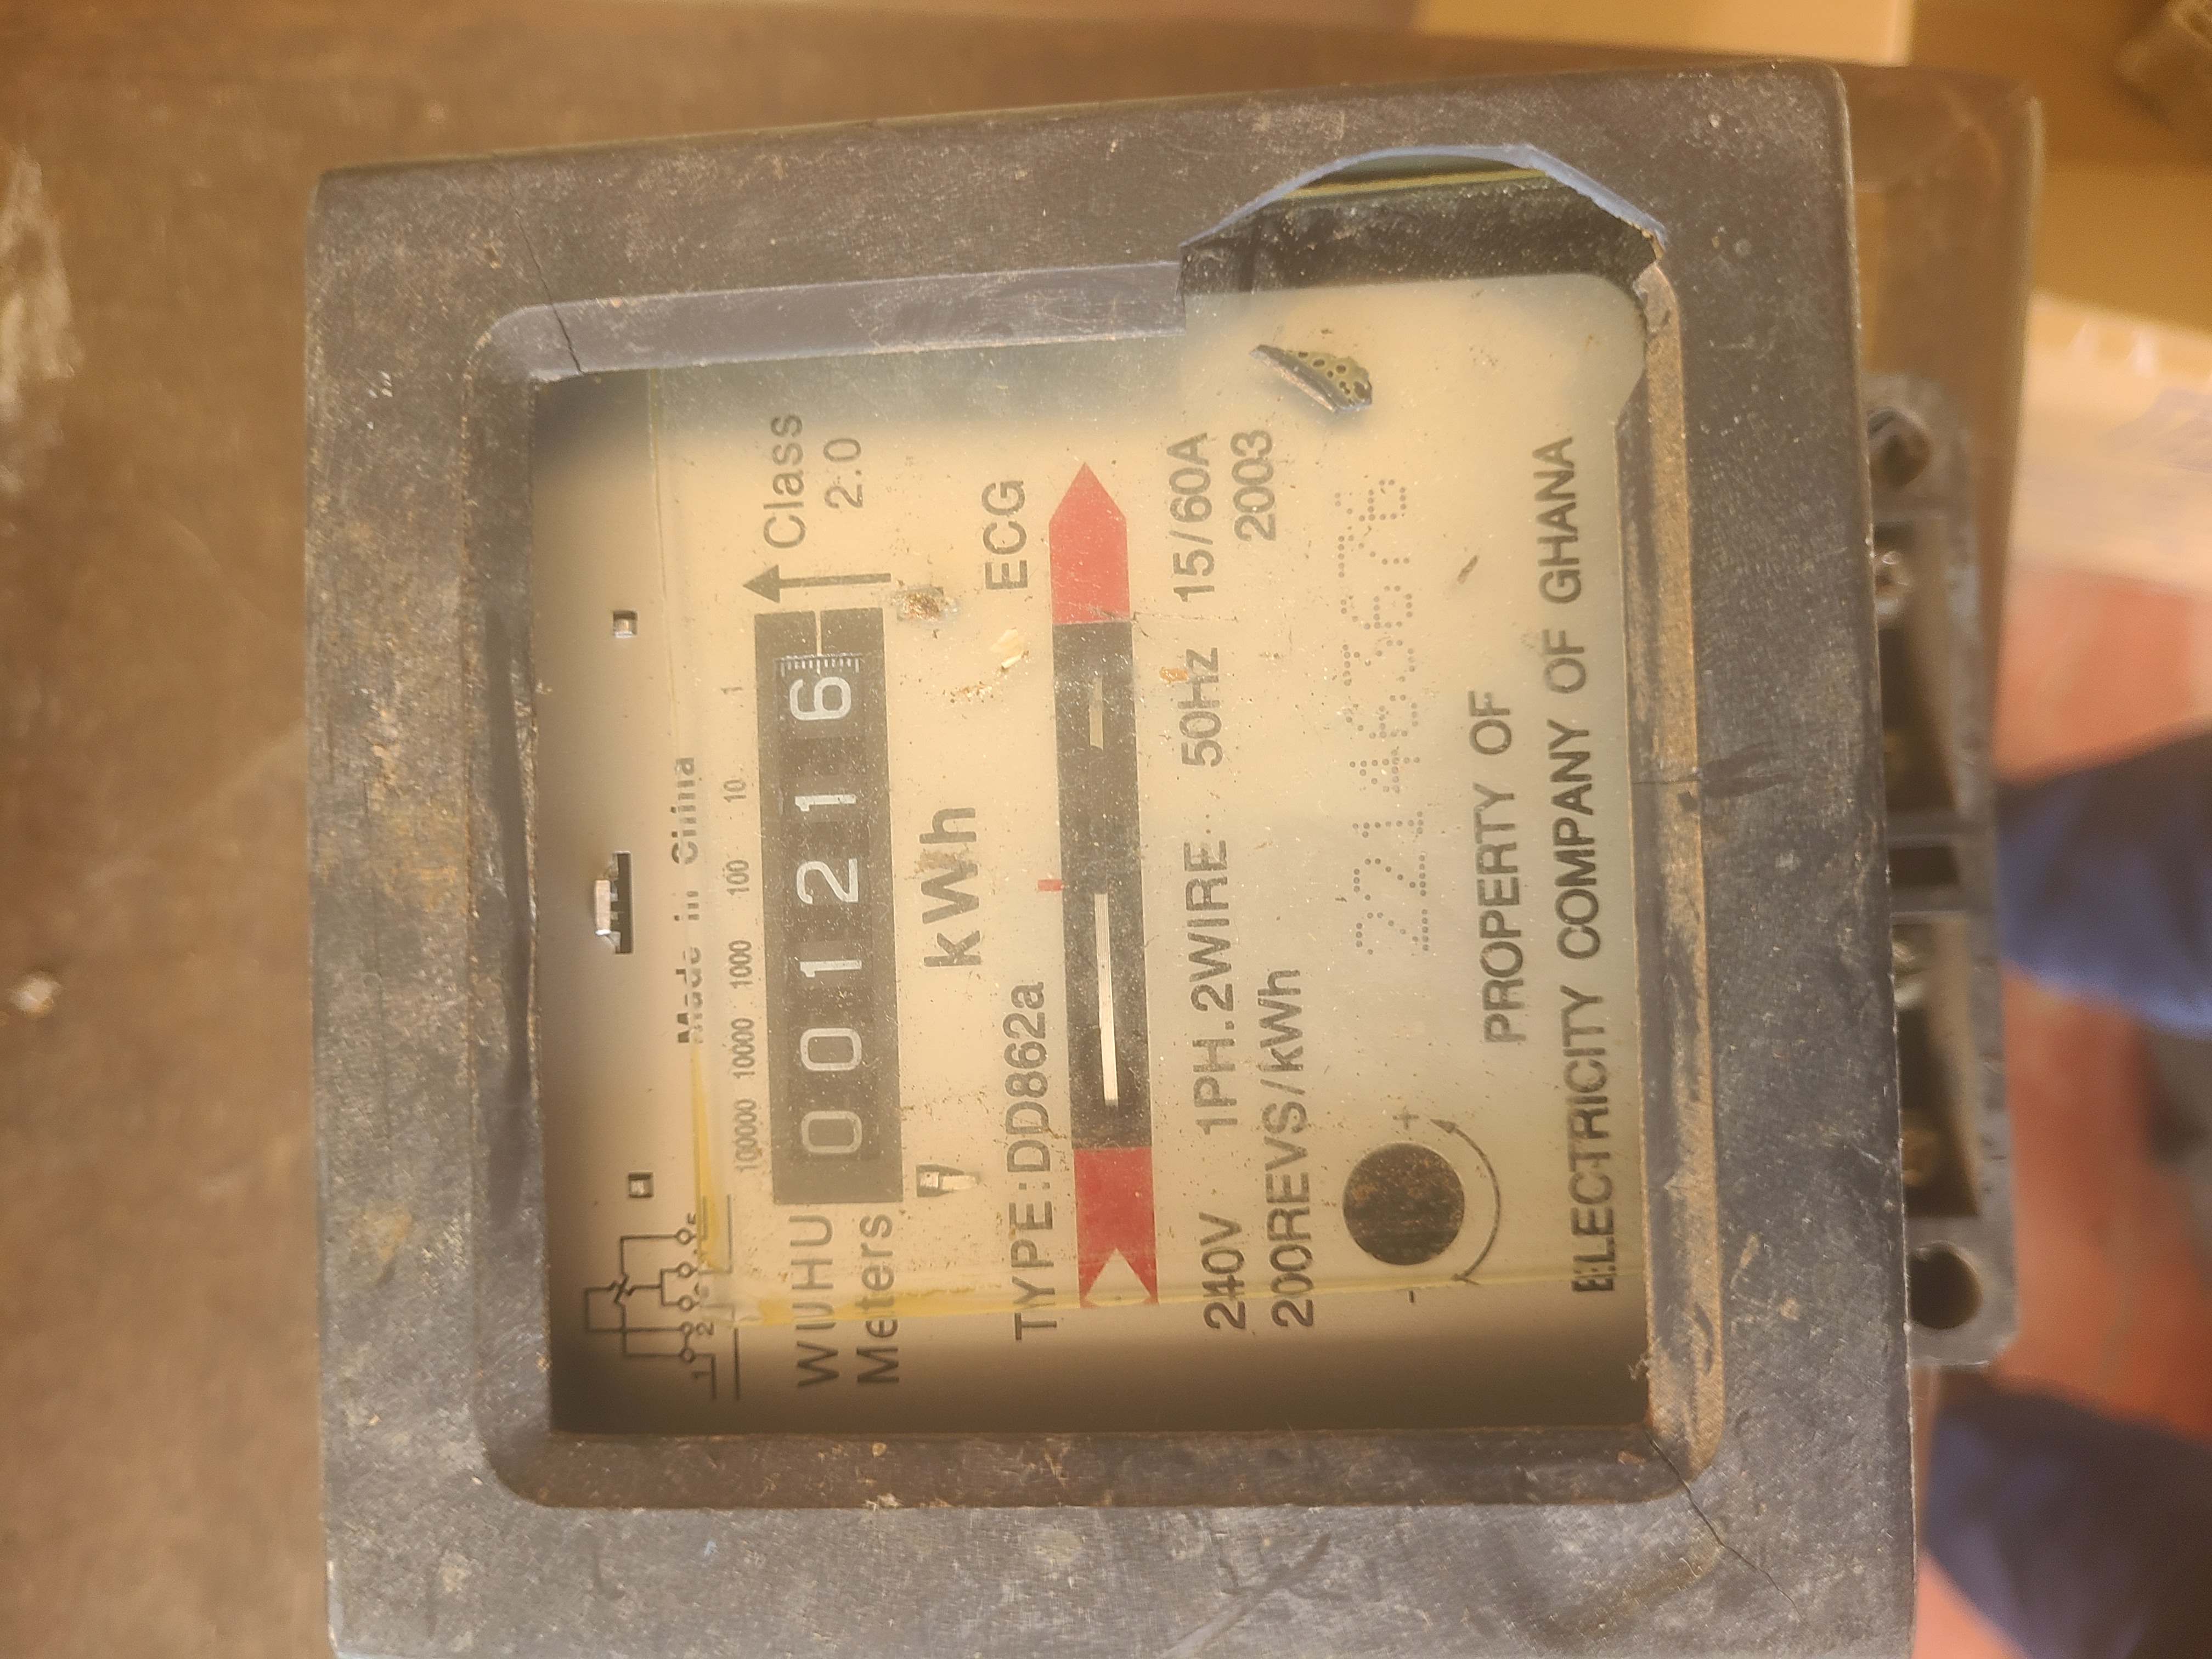 Made in China
100000 10000 1000 100 10 1
WUHU Meters
001216
Class 2.0
kWh
TYPE:DD862a
ECG
240V 1PH.2WIRE 50Hz 15/60A
2003
200REVS/kWh
- +
221463676
PROPERTY OF
ELECTRICITY COMPANY OF GHANA